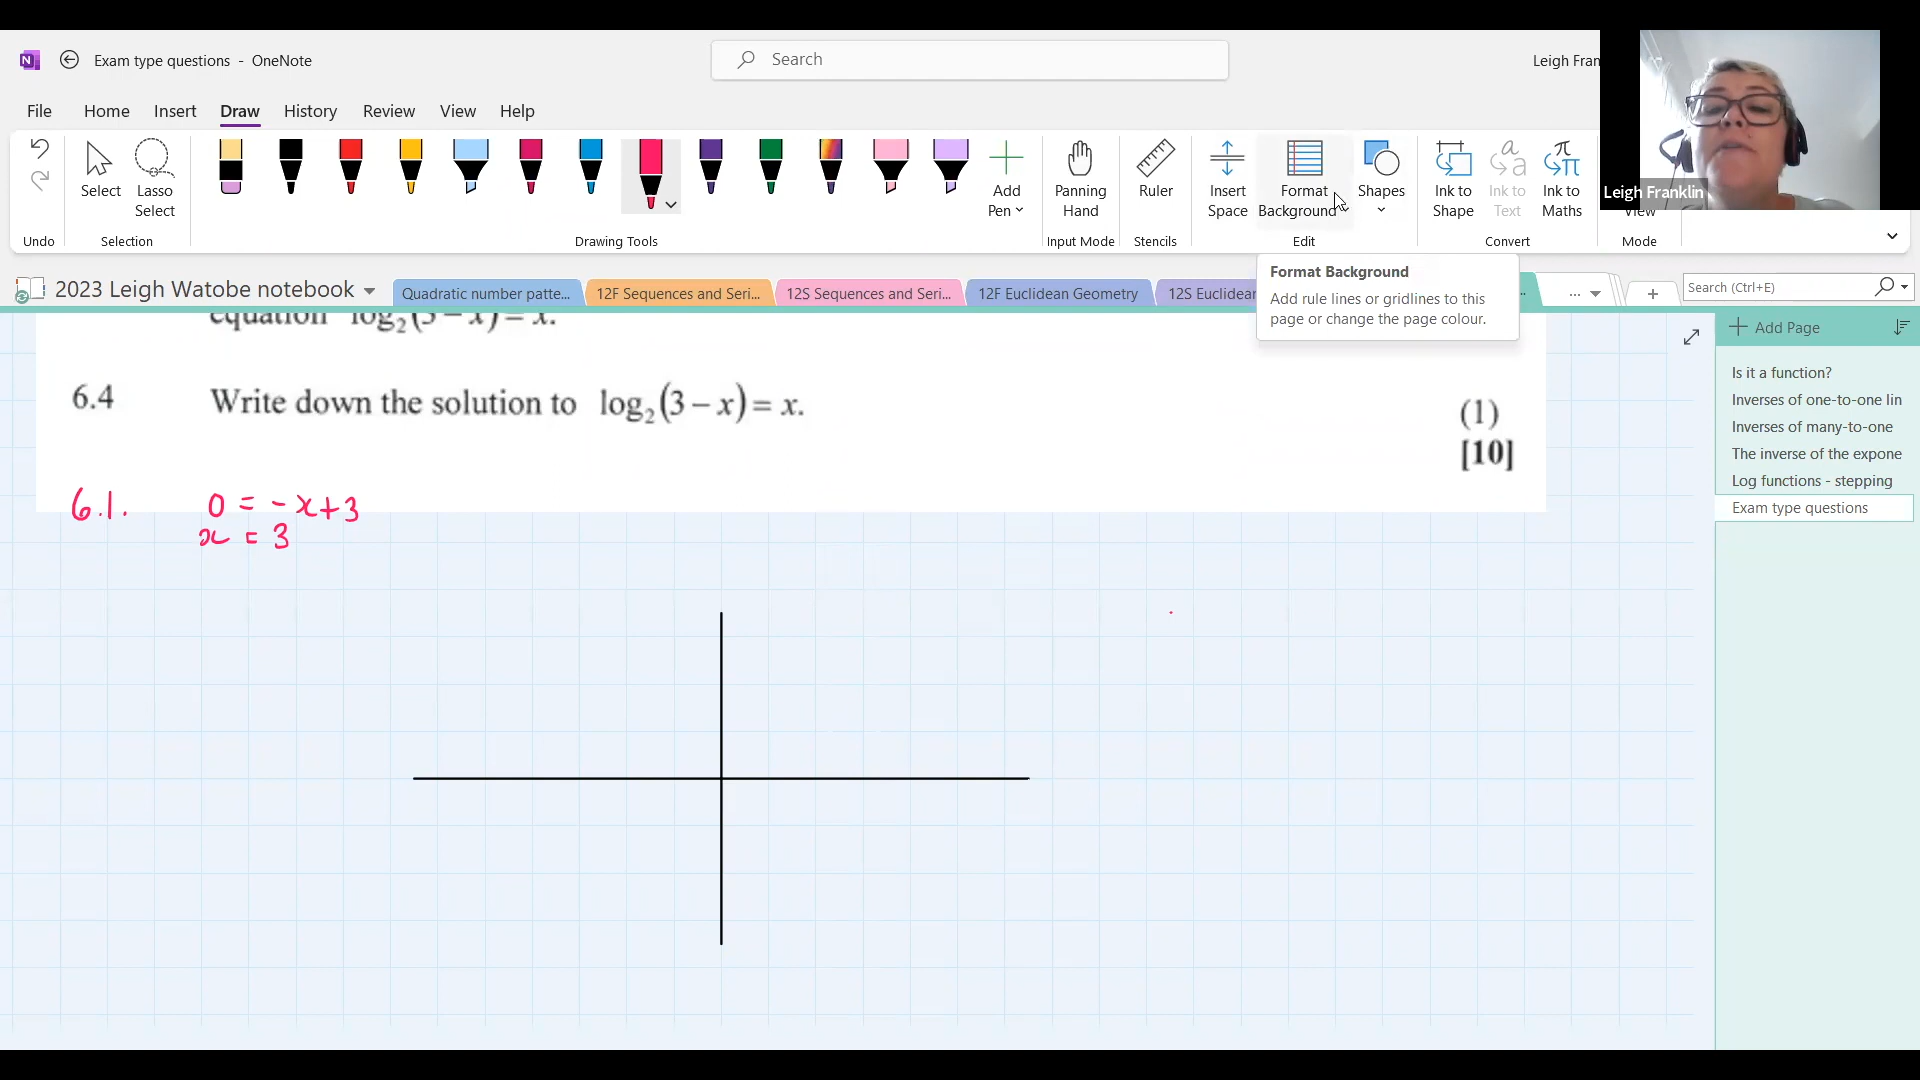 Exam type questions - OneNote
Search
Leigh Fran
File Home Insert Draw History Review View Help
Undo
Select
Lasso Select
Selection
Drawing Tools
Add Pen
Panning Hand
Input Mode
Ruler
Stencils
Insert Space
Format Background
Shapes
Edit
Ink to Shape
Ink to Text
Ink to Maths
Convert
View
Mode
Leigh Franklin
2023 Leigh Watobe notebook
Quadratic number patte...
12F Sequences and Seri...
12S Sequences and Seri...
12F Euclidean Geometry
12S Euclidean
...
Search (Ctrl+E)
Format Background
Add rule lines or gridlines to this
page or change the page colour.
Add Page
Is it a function?
Inverses of one-to-one lin
Inverses of many-to-one
The inverse of the expone
Log functions - stepping
Exam type questions
equation log₂(3 − x) = x.
6.4 Write down the solution to log₂(3 − x) = x. (1)
[10]
6.1. 0 = -x+3
x = 3